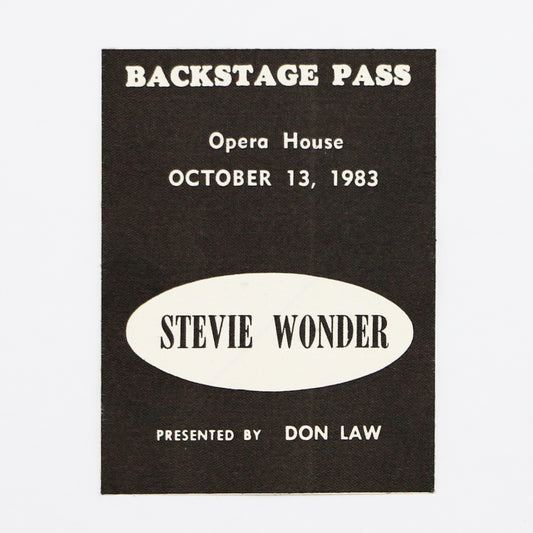 BACKSTAGE PASS
Opera House
OCTOBER 13, 1983
STEVIE WONDER
PRESENTED BY DON LAW